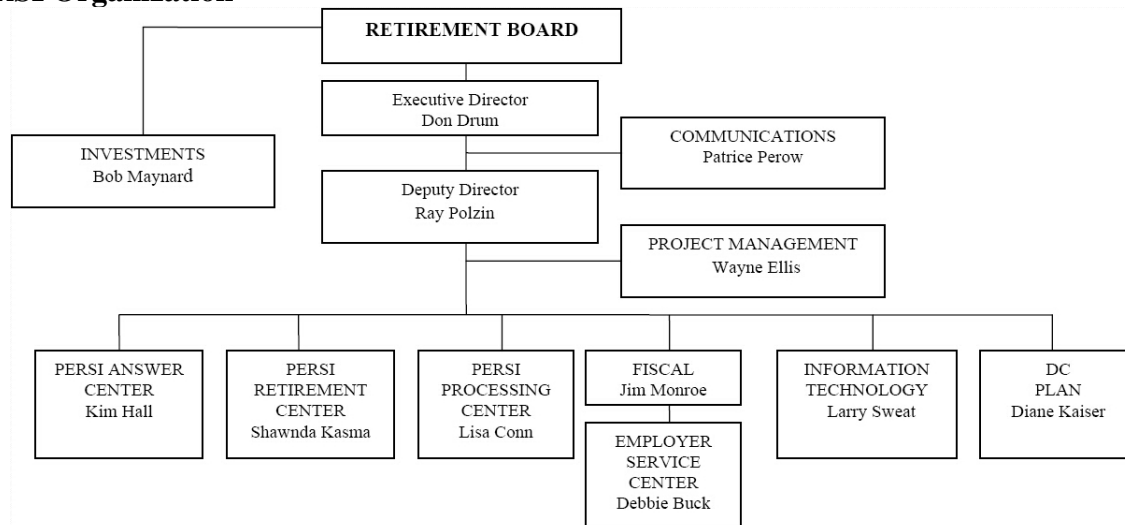 Organization
RETIREMENT BOARD
Executive Director
Don Drum
COMMUNICATIONS
Patrice Perow
INVESTMENTS
Bob Maynard
Deputy Director
Ray Polzin
PROJECT MANAGEMENT
Wayne Ellis
PERSI ANSWER
CENTER
Kim Hall
PERSI
RETIREMENT
CENTER
Shawnda Kasma
PERSI
PROCESSING
CENTER
Lisa Conn
FISCAL
Jim Monroe
EMPLOYER
SERVICE
CENTER
Debbie Buck
INFORMATION
TECHNOLOGY
Larry Sweat
DC
PLAN
Diane Kaiser